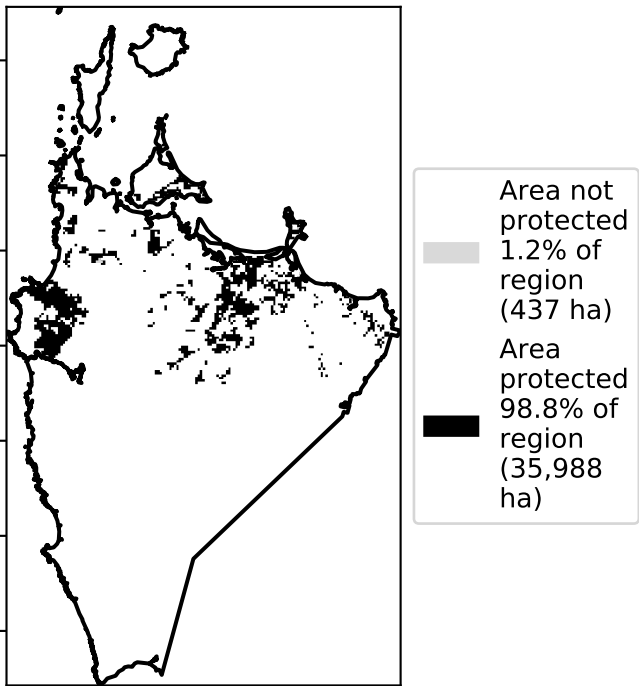 Area not
protected
1.2% of
region
(437 ha)
Area
protected
98.8% of
region
(35,988
ha)